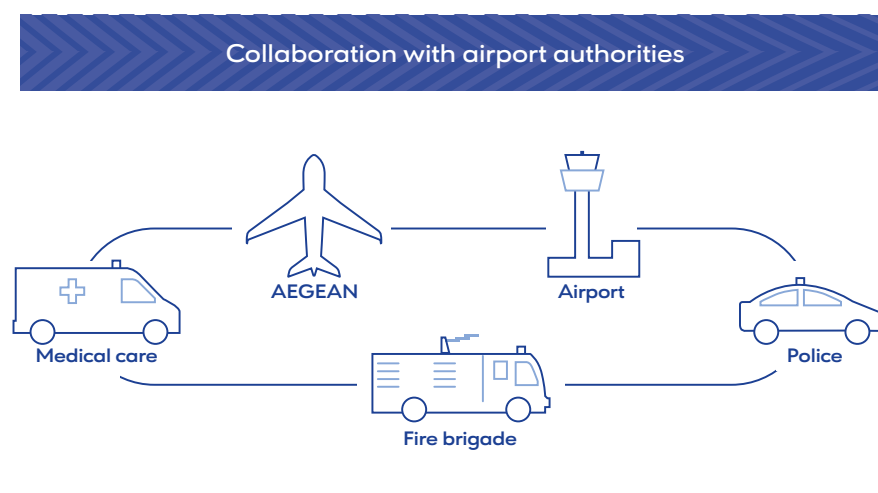 Collaboration with airport authorities
AEGEAN
Airport
Medical care
Police
Fire brigade